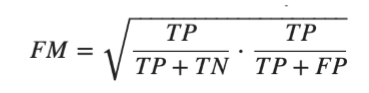 FM = √(TP / (TP + TN) · TP / (TP + FP))